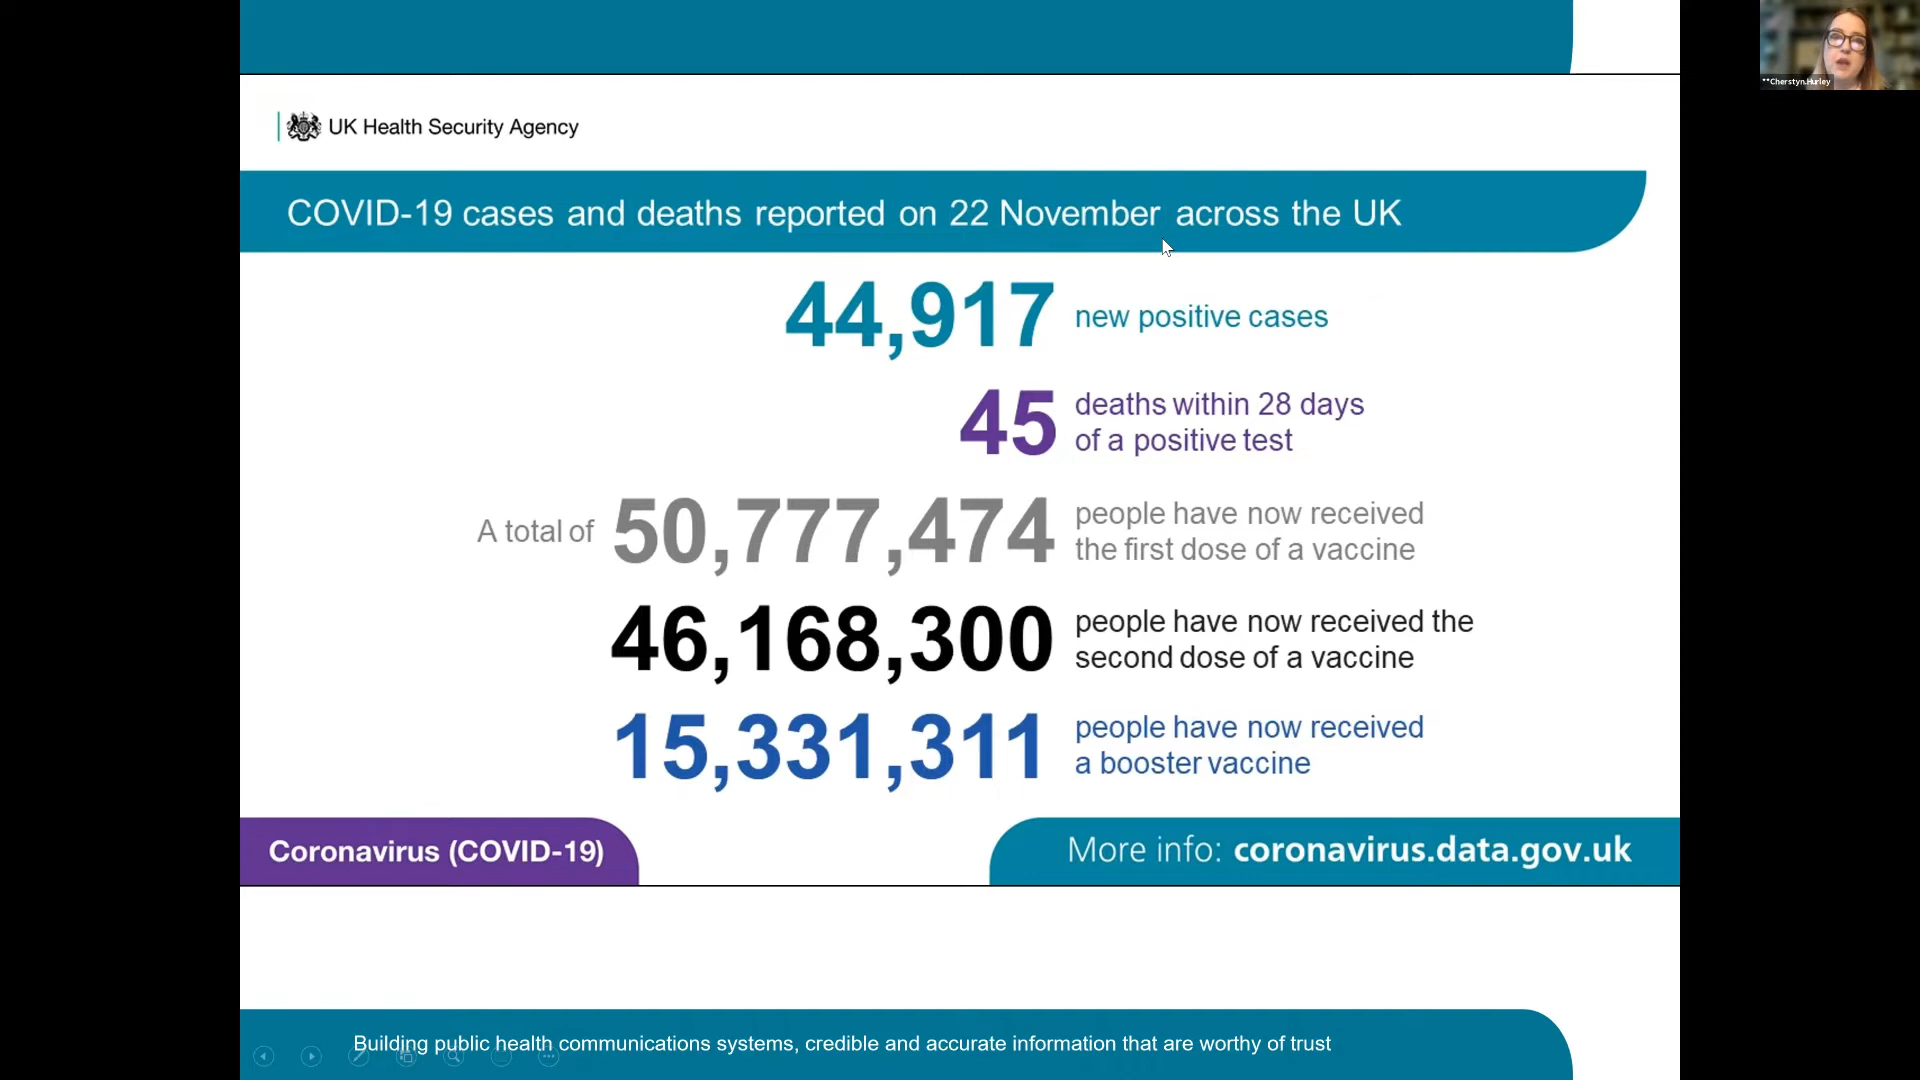 **Cherstyn.Hurley
UK Health Security Agency
COVID-19 cases and deaths reported on 22 November across the UK
44,917 new positive cases
45 deaths within 28 days
of a positive test
A total of 50,777,474 people have now received
the first dose of a vaccine
46,168,300 people have now received the
second dose of a vaccine
15,331,311 people have now received
a booster vaccine
Coronavirus (COVID-19)
More info: coronavirus.data.gov.uk
Building public health communications systems, credible and accurate information that are worthy of trust